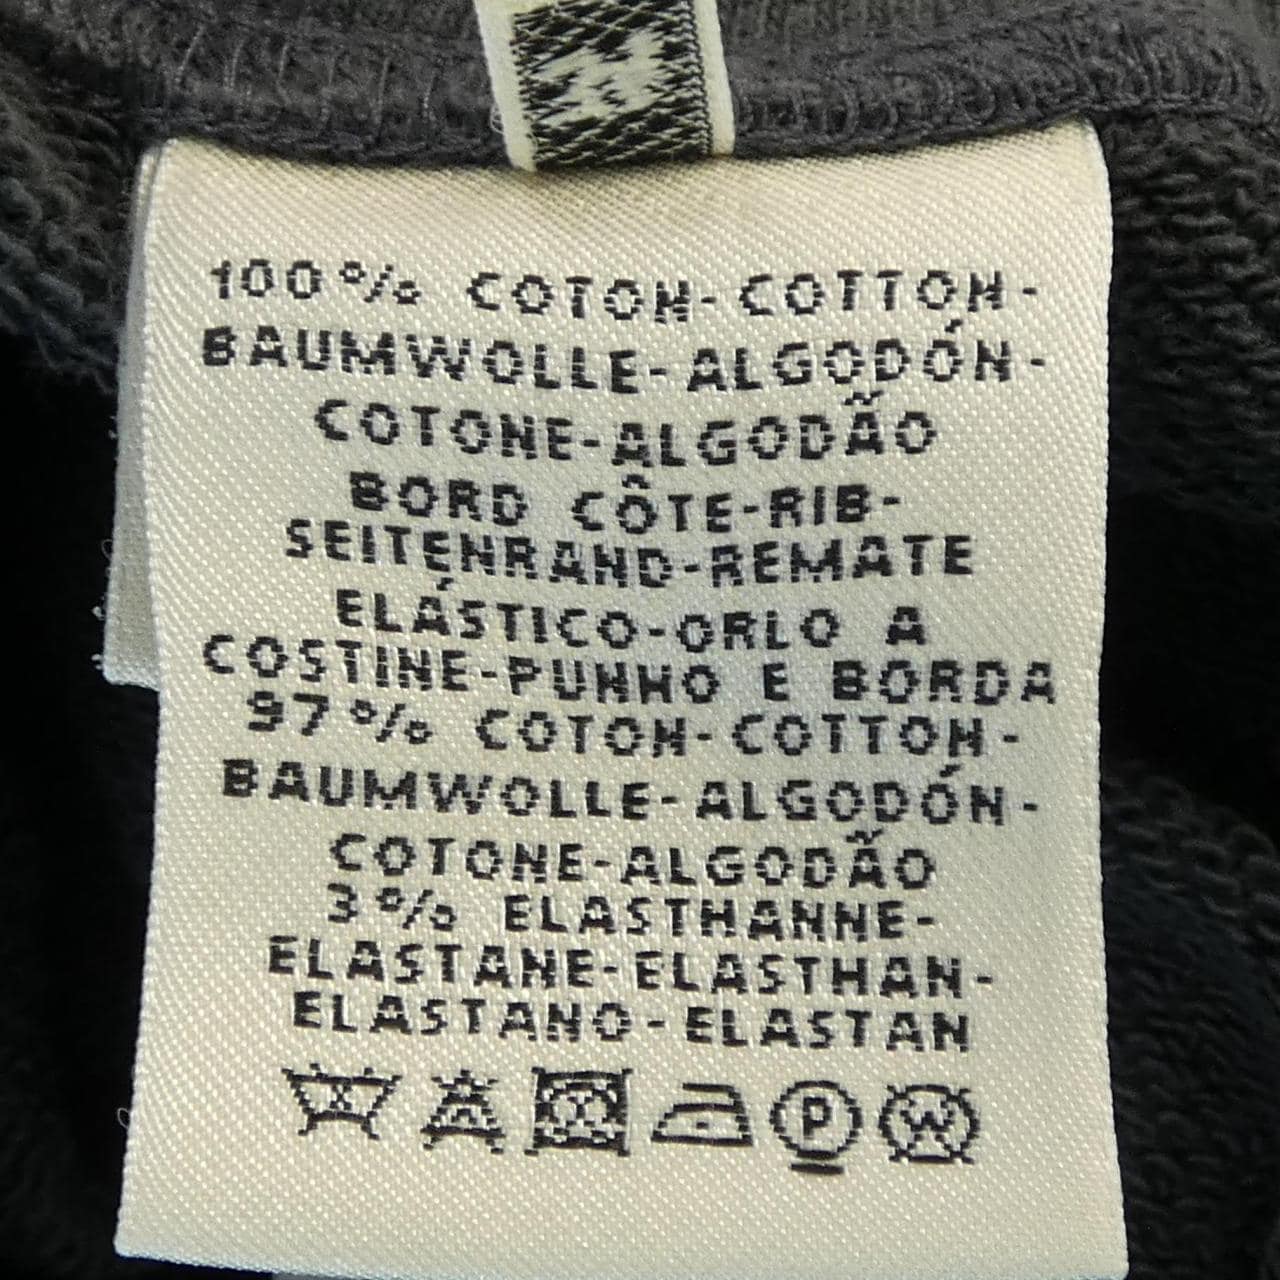 100% COTON-COTTON-
BAUMWOLLE-ALGODÓN-
COTONE-ALGODÃO
BORD CÔTE-RIB-
SEITENRAND-REMATE
ELÁSTICO-ORLO A
COSTINE-PUNHO E BORDA
97% COTON-COTTON-
BAUMWOLLE-ALGODÓN-
COTONE-ALGODÃO
3% ELASTHANNE-
ELASTANE-ELASTHAN-
ELASTANO-ELASTAN
P W